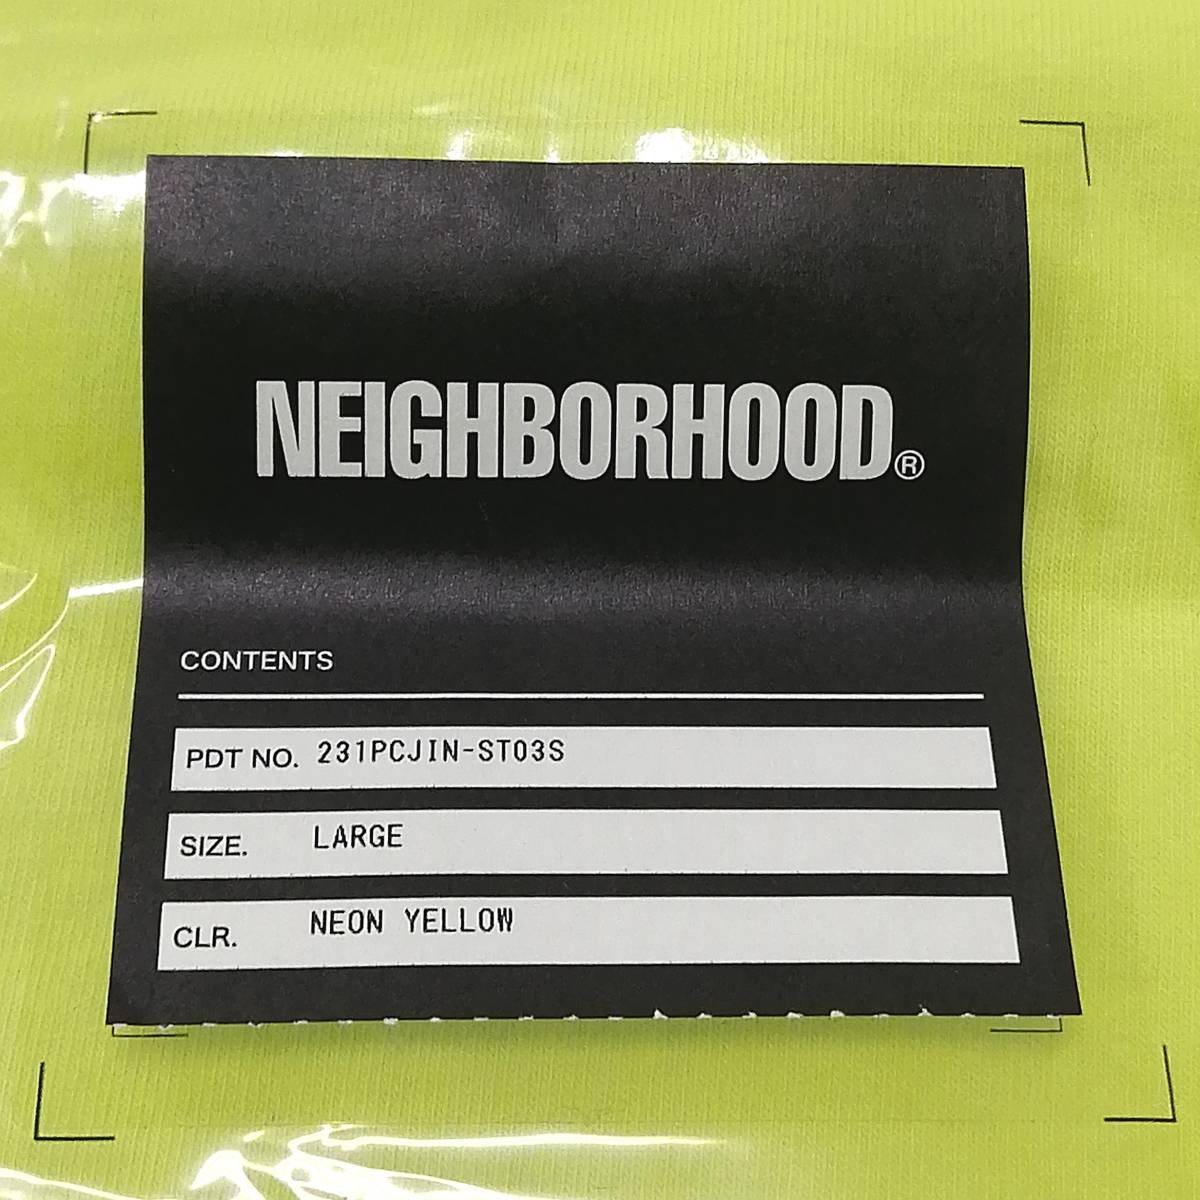 NEIGHBORHOOD®
CONTENTS
PDT NO. 231PCJIN-ST03S
SIZE. LARGE
CLR. NEON YELLOW